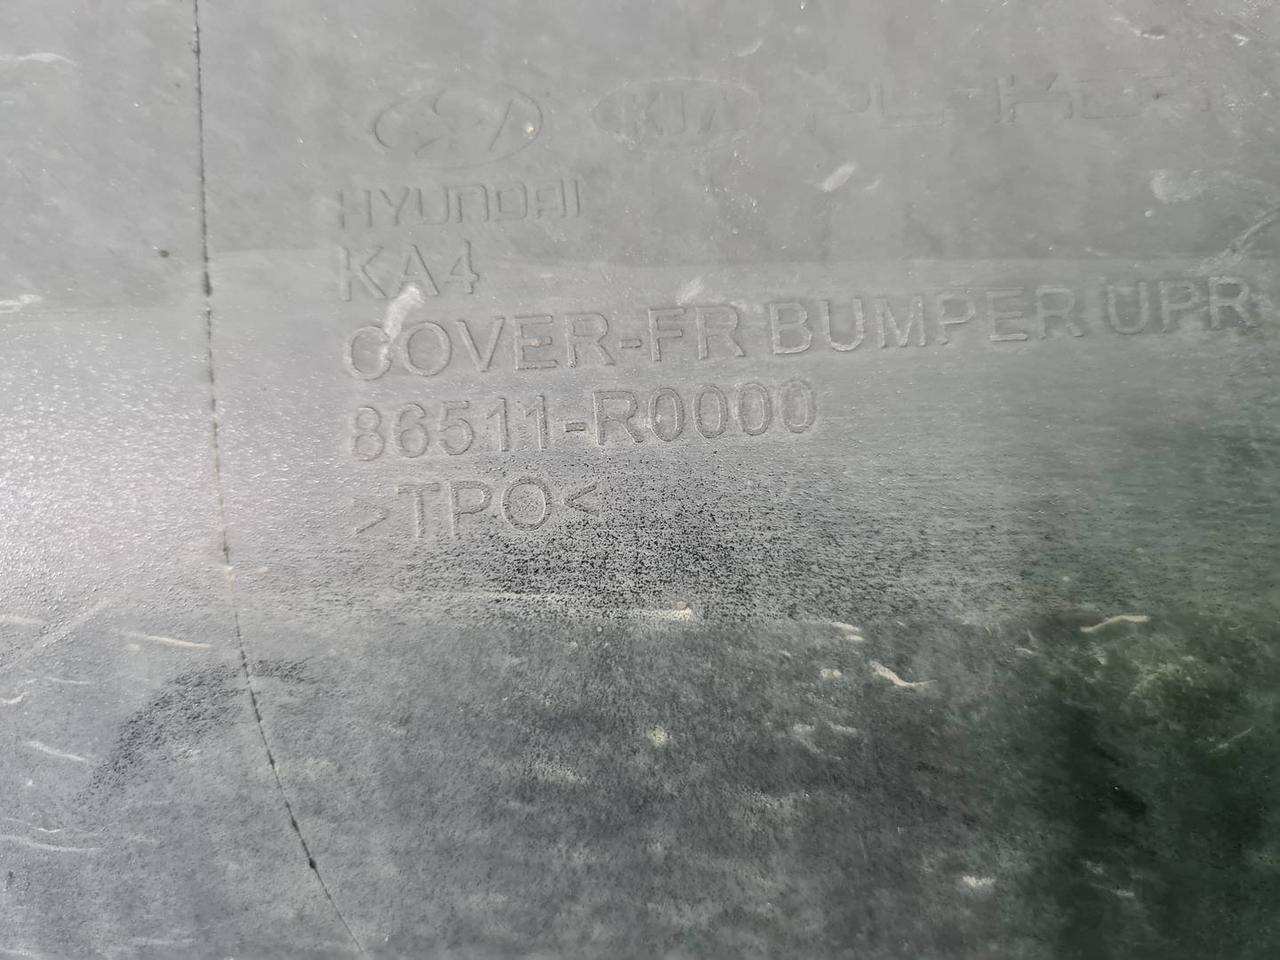 KIA
HYUNDAI
KA4
COVER-FR BUMPER UPR
86511-R0000
>TPO<